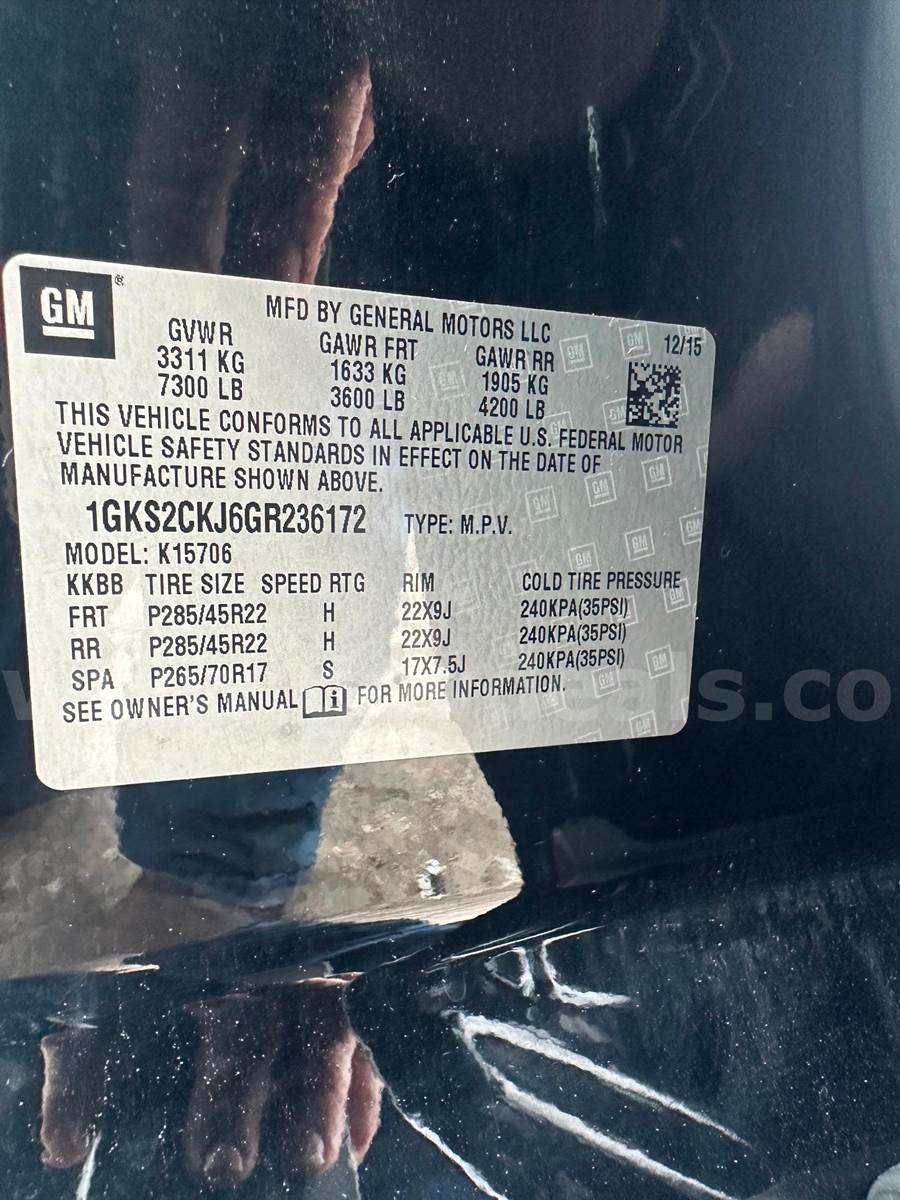 GM®
MFD BY GENERAL MOTORS LLC
12/15
GVWR GAWR FRT GAWR RR
3311 KG 1633 KG 1905 KG
7300 LB 3600 LB 4200 LB
THIS VEHICLE CONFORMS TO ALL APPLICABLE U.S. FEDERAL MOTOR
VEHICLE SAFETY STANDARDS IN EFFECT ON THE DATE OF
MANUFACTURE SHOWN ABOVE.
1GKS2CKJ6GR236172 TYPE: M.P.V.
MODEL: K15706
KKBB TIRE SIZE SPEED RTG RIM COLD TIRE PRESSURE
FRT P285/45R22 H 22X9J 240KPA(35PSI)
RR P285/45R22 H 22X9J 240KPA(35PSI)
SPA P265/70R17 S 17X7.5J 240KPA(35PSI)
SEE OWNER'S MANUAL FOR MORE INFORMATION.